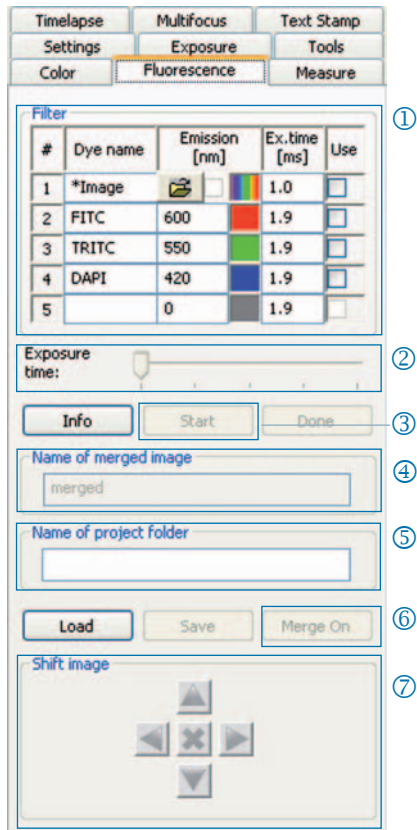 Timelapse Multifocus Text Stamp
Settings Exposure Tools
Color Fluorescence Measure
Filter
①
# Dye name Emission [nm] Ex.time [ms] Use
1 *Image 1.0
2 FITC 600 1.9
3 TRITC 550 1.9
4 DAPI 420 1.9
5 0 1.9
Exposure
time:
②
Info Start Done
③
Name of merged image
④
merged
Name of project folder
⑤
Load Save Merge On
⑥
Shift image
⑦